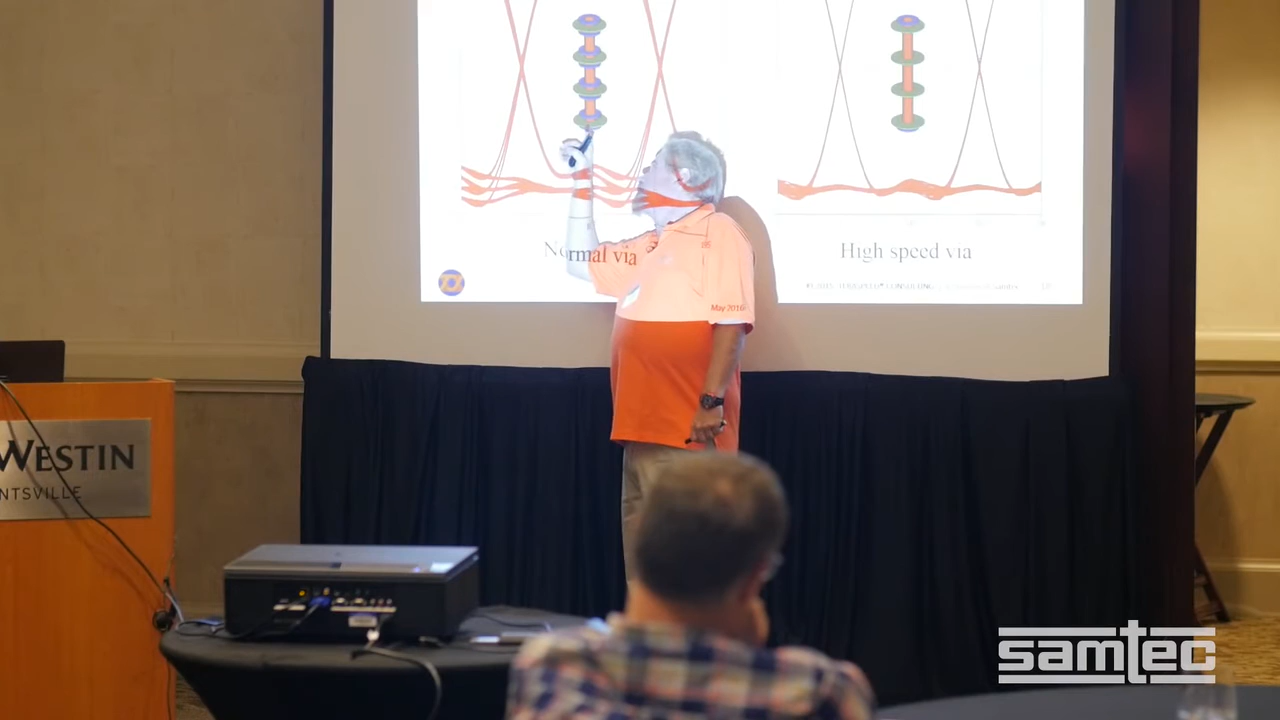 Normal via
High speed via
May 2016
WESTIN
NTSVILLE
samtec